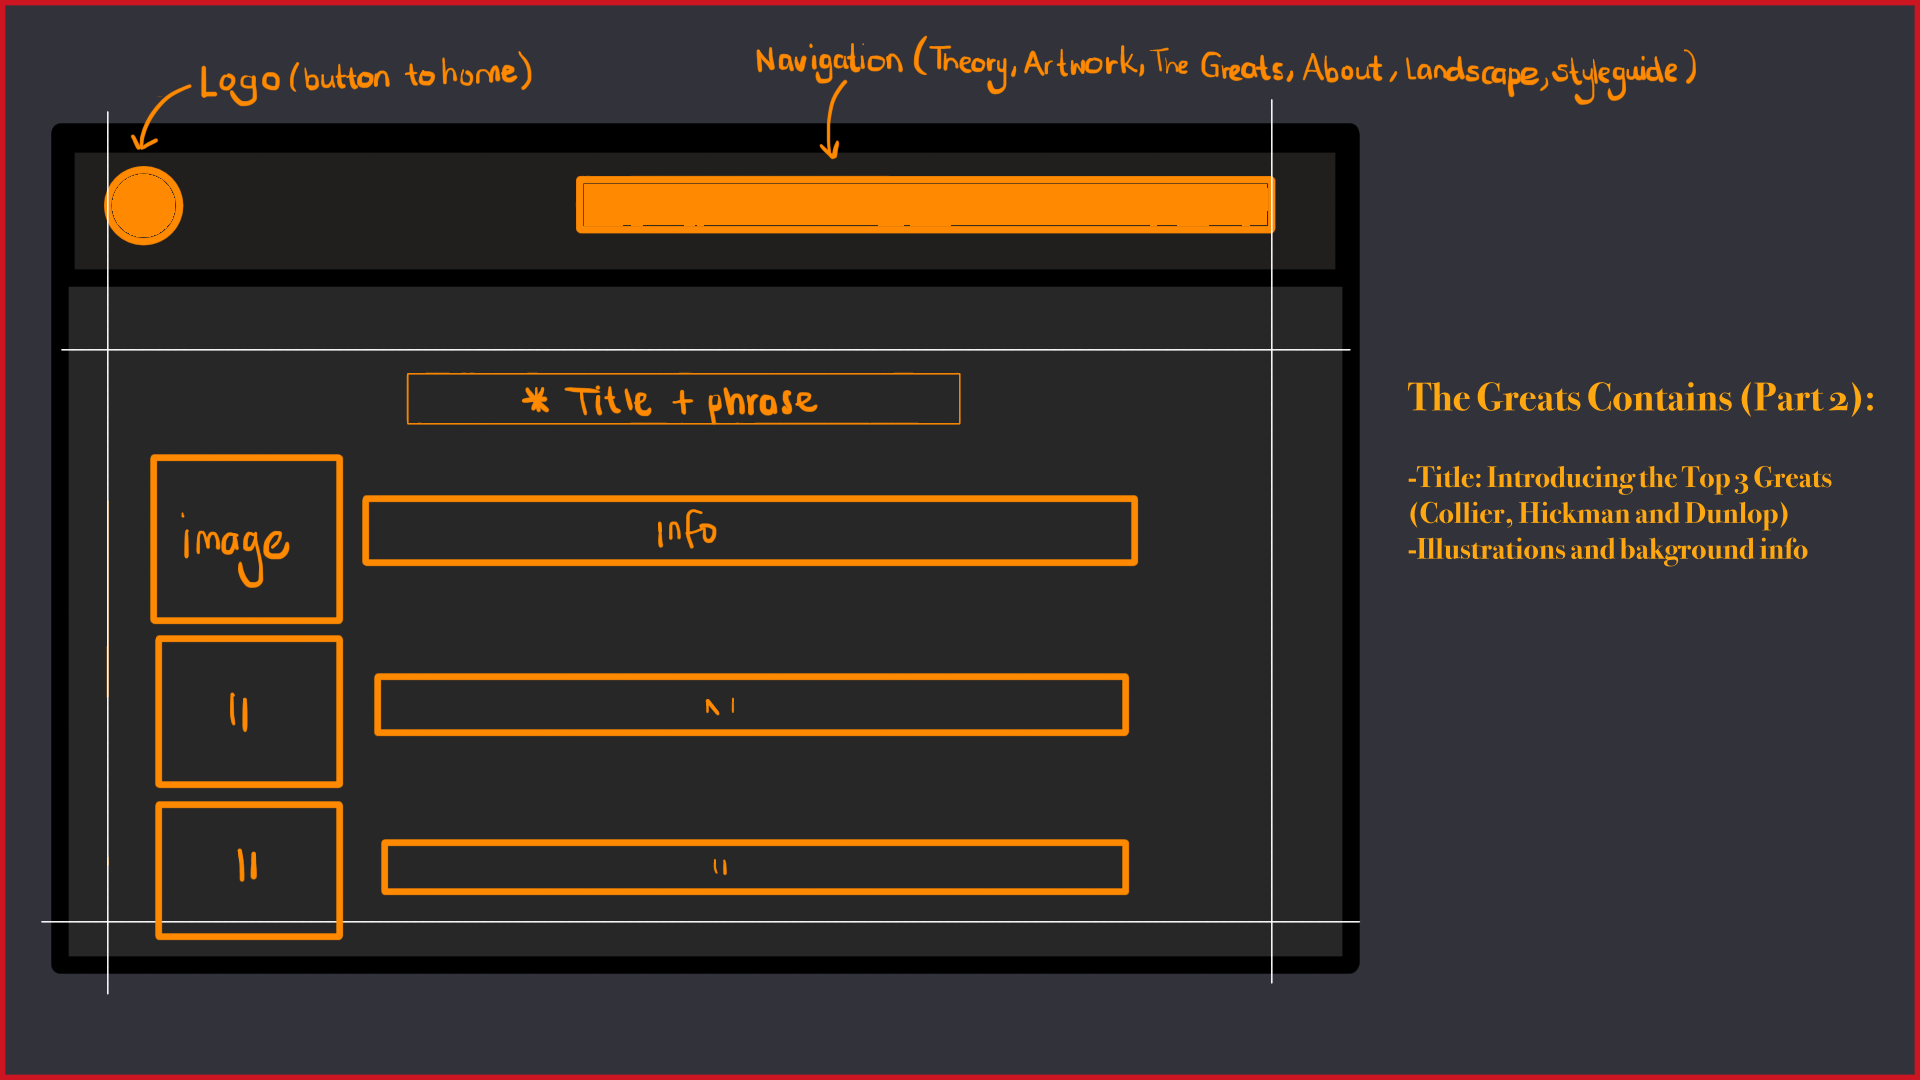 Logo (button to home)
Navigation (Theory, Artwork, The Greats, About, Landscape, styleguide)
* Title + phrase
image
info
||
\ |
||
||
The Greats Contains (Part 2):
-Title: Introducing the Top 3 Greats
(Collier, Hickman and Dunlop)
-Illustrations and bakground info